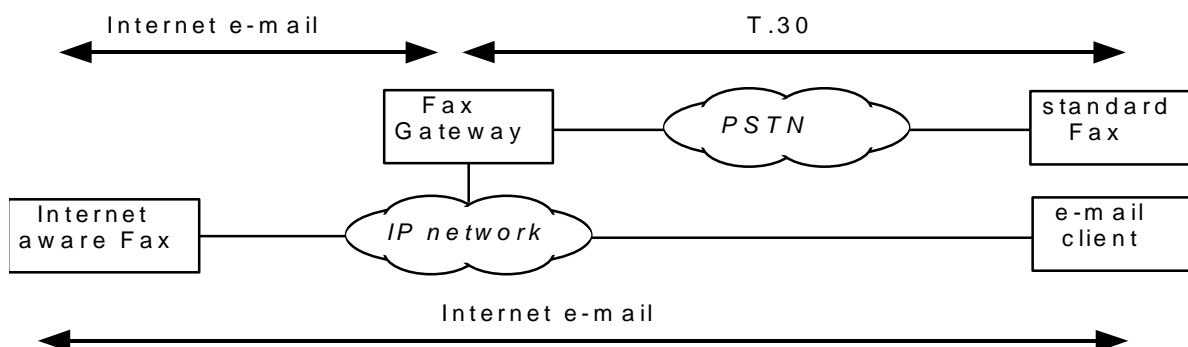 Internet e-mail
T.30
Fax
Gateway
PSTN
standard
Fax
Internet
aware Fax
IP network
e-mail
client
Internet e-mail